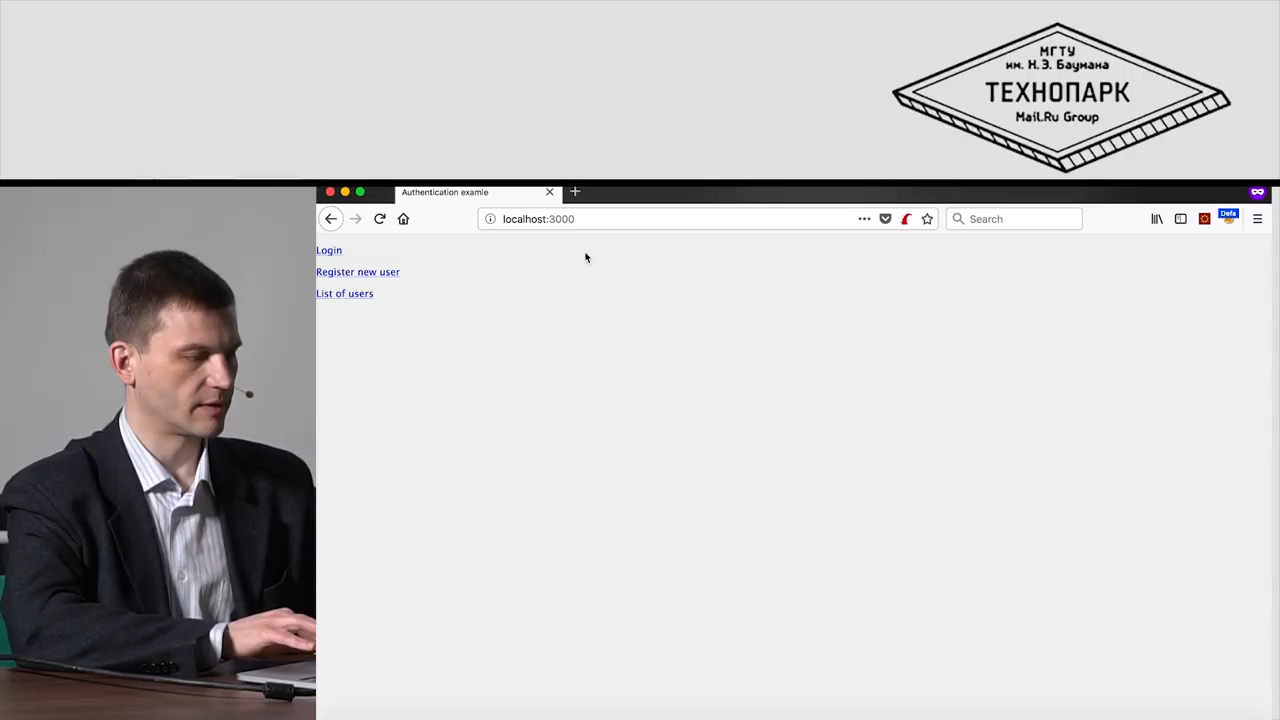 МГТУ
им. Н.Э. Баумана
ТЕХНОПАРК
Mail.Ru Group
Authentication examle
localhost:3000
Search
Defa
Login
Register new user
List of users